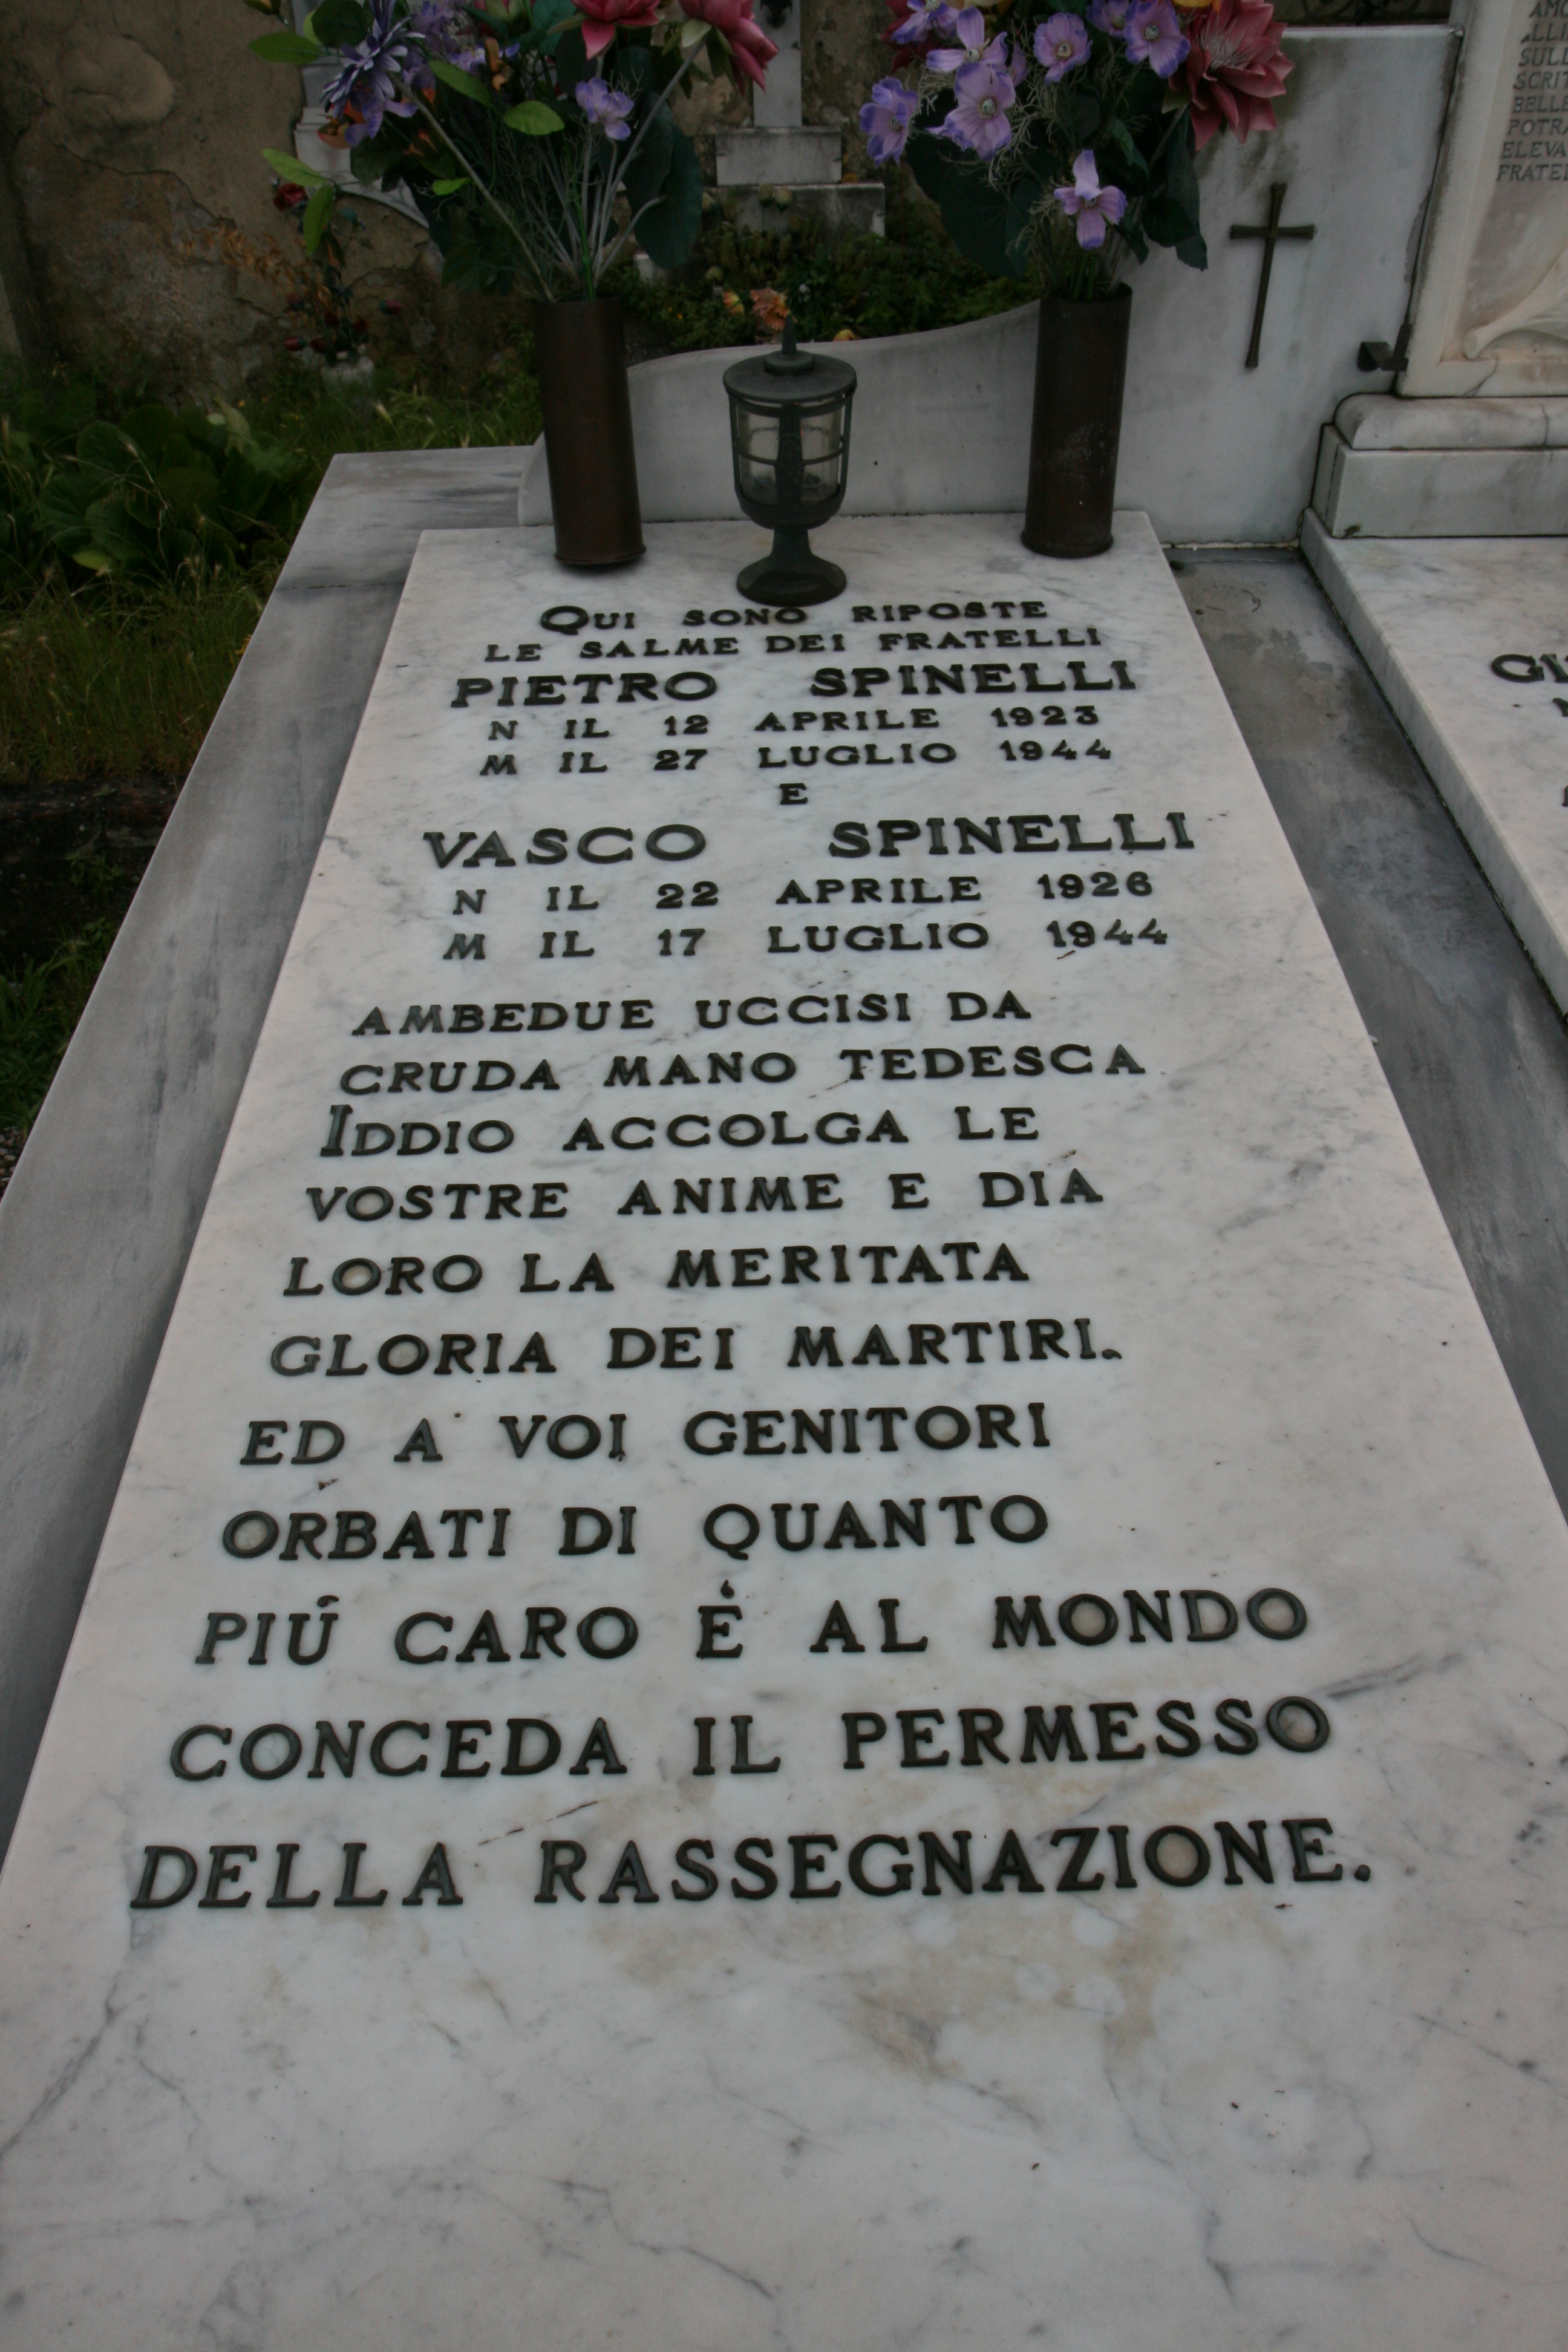 QUI SONO RIPOSTE
LE SALME DEI FRATELLI
PIETRO SPINELLI
N IL 12 APRILE 1923
M IL 27 LUGLIO 1944
E
VASCO SPINELLI
N IL 22 APRILE 1926
M IL 17 LUGLIO 1944
AMBEDUE UCCISI DA
CRUDA MANO TEDESCA
IDDIO ACCOLGA LE
VOSTRE ANIME E DIA
LORO LA MERITATA
GLORIA DEI MARTIRI.
ED A VOI GENITORI
ORBATI DI QUANTO
PIÚ CARO È AL MONDO
CONCEDA IL PERMESSO
DELLA RASSEGNAZIONE.